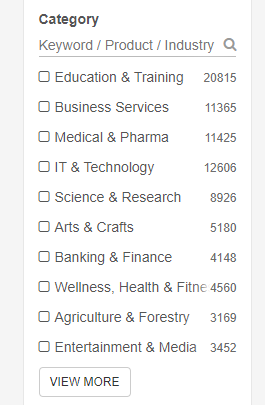 Category
Keyword / Product / Industry
Education & Training 20815
Business Services 11365
Medical & Pharma 11425
IT & Technology 12606
Science & Research 8926
Arts & Crafts 5180
Banking & Finance 4148
Wellness, Health & Fitne 4560
Agriculture & Forestry 3169
Entertainment & Media 3452
VIEW MORE